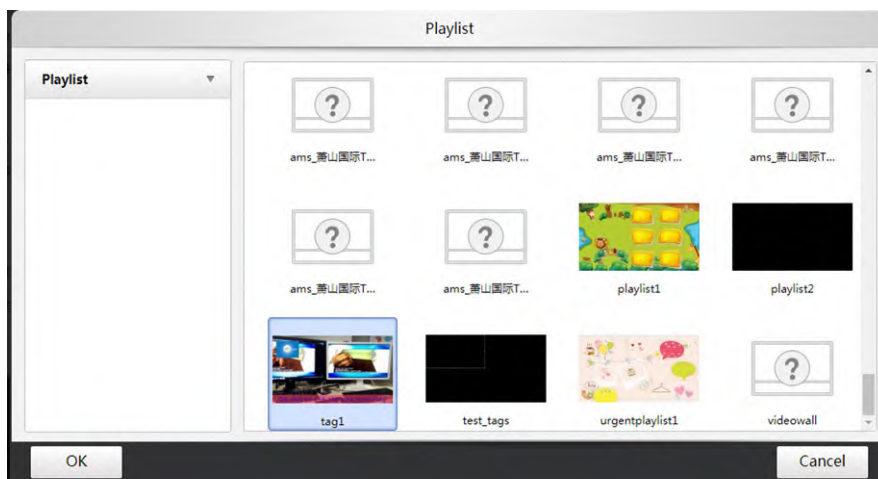 Playlist
Playlist
ams_萧山国际T...
ams_萧山国际T...
ams_萧山国际T...
ams_萧山国际T...
ams_萧山国际T...
ams_萧山国际T...
playlist1
playlist2
tag1
test_tags
urgentplaylist1
videowall
OK
Cancel